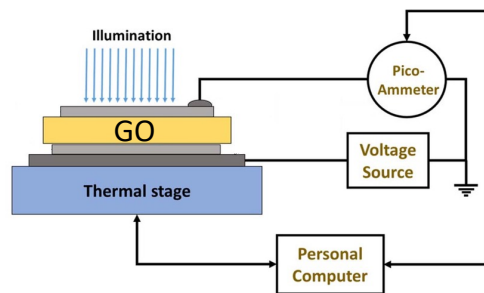 Illumination
Pico-
Ammeter
GO
Voltage
Source
Thermal stage
Personal
Computer